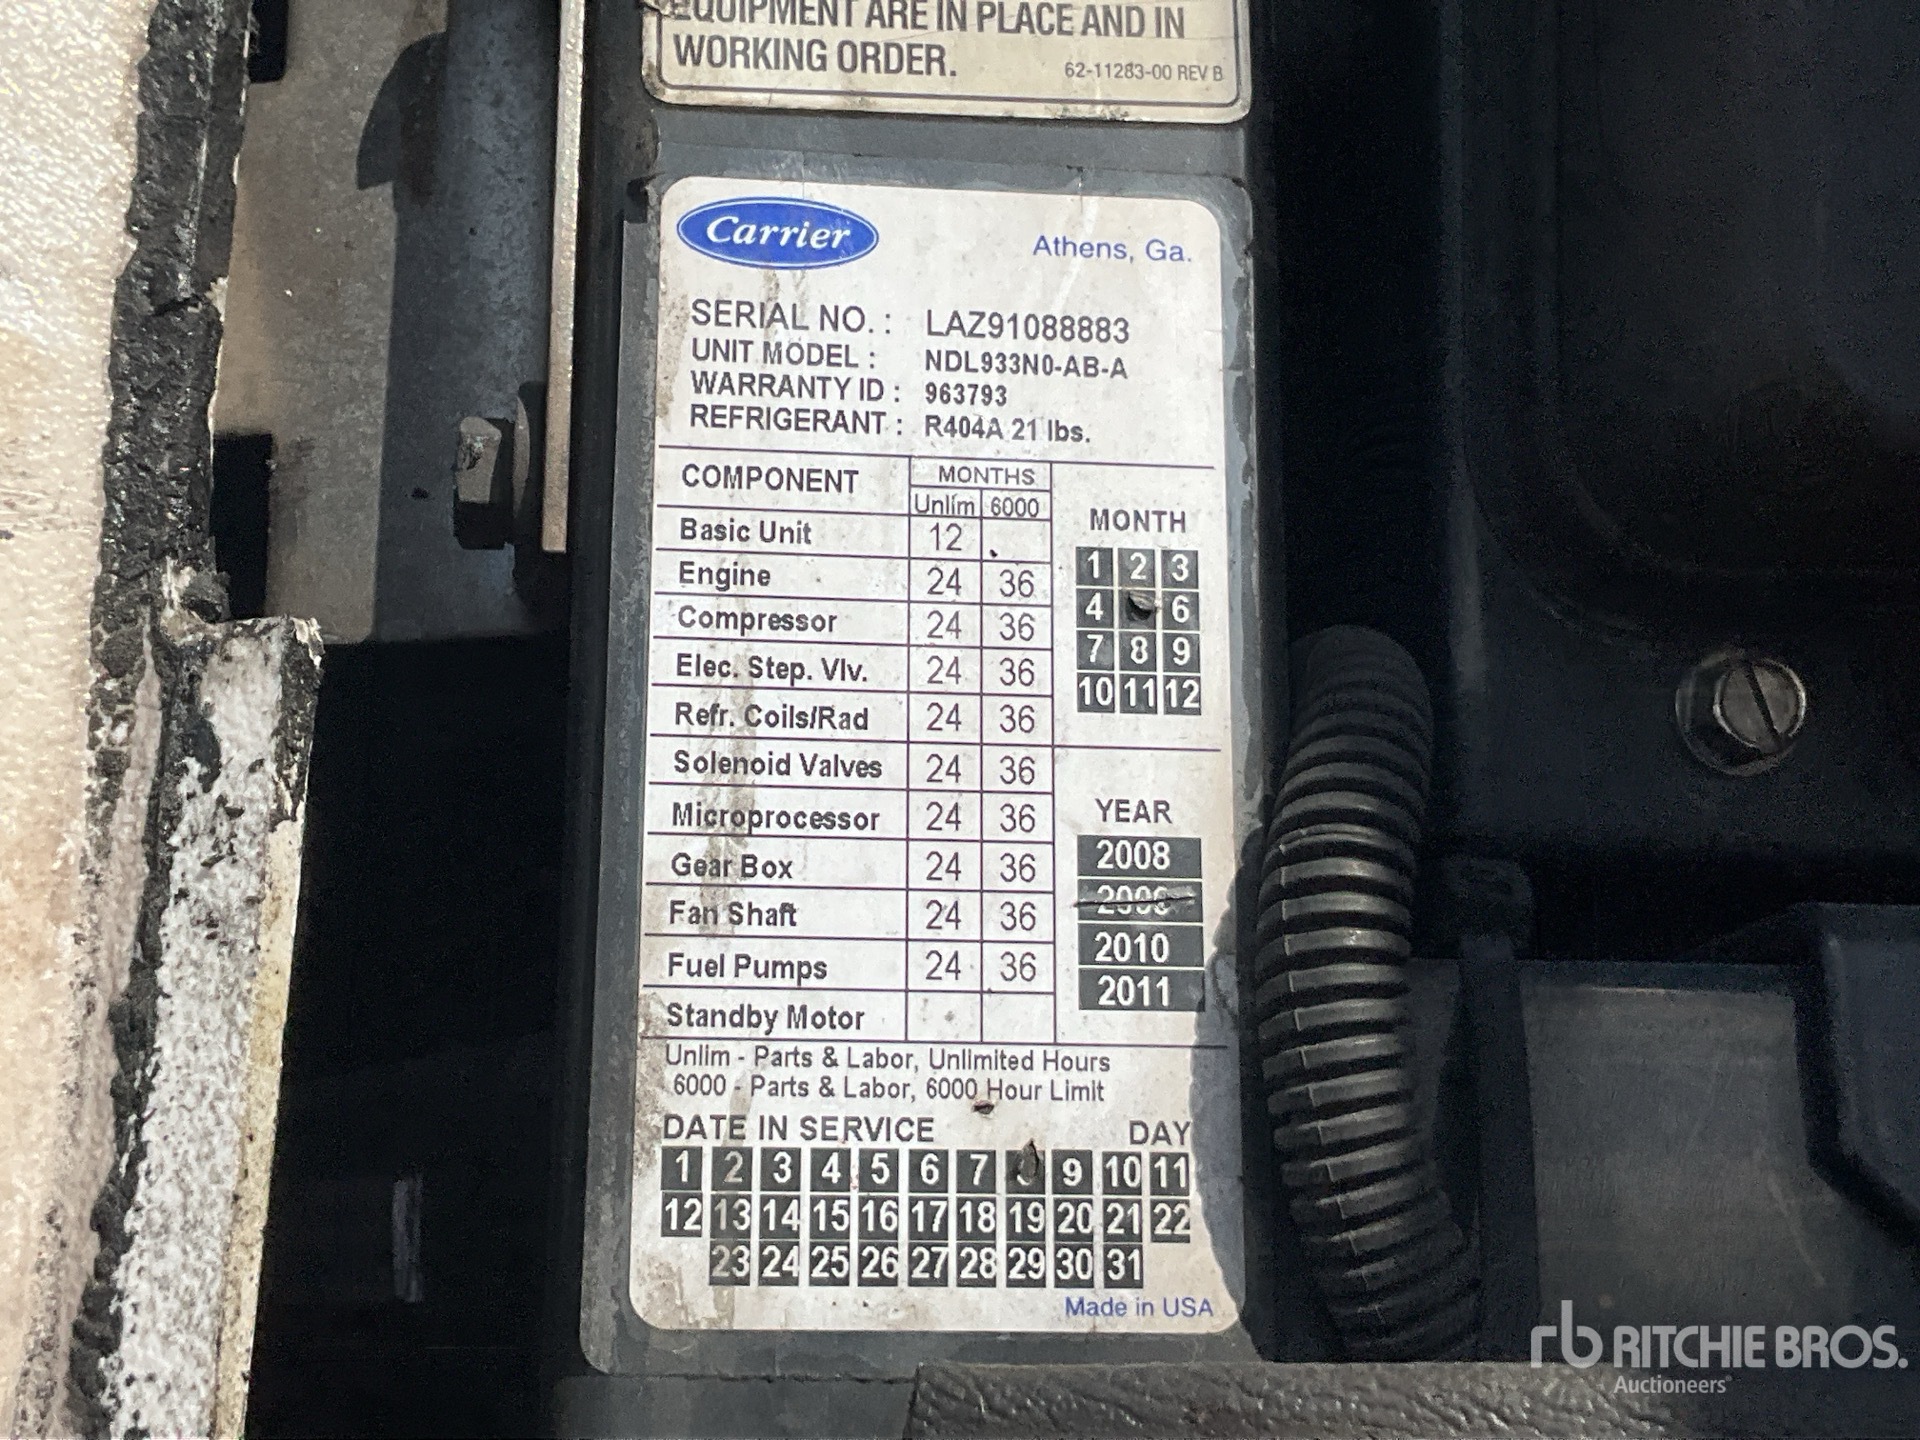 EQUIPMENT ARE IN PLACE AND IN
WORKING ORDER.
62-11283-00 REV B
Carrier
Athens, Ga.
SERIAL NO. : LAZ91088883
UNIT MODEL : NDL933N0-AB-A
WARRANTY ID : 963793
REFRIGERANT : R404A 21 lbs.
COMPONENT MONTHS
Unlim 6000
Basic Unit 12
Engine 24 36
Compressor 24 36
Elec. Step. Vlv. 24 36
Refr. Coils/Rad 24 36
Solenoid Valves 24 36
Microprocessor 24 36
Gear Box 24 36
Fan Shaft 24 36
Fuel Pumps 24 36
Standby Motor
MONTH
1 2 3
4 6
7 8 9
10 11 12
YEAR
2008
2009
2010
2011
Unlim - Parts & Labor, Unlimited Hours
6000 - Parts & Labor, 6000 Hour Limit
DATE IN SERVICE DAY
1 2 3 4 5 6 7 9 10 11
12 13 14 15 16 17 18 19 20 21 22
23 24 25 26 27 28 29 30 31
Made in USA
rb RITCHIE BROS.
Auctioneers